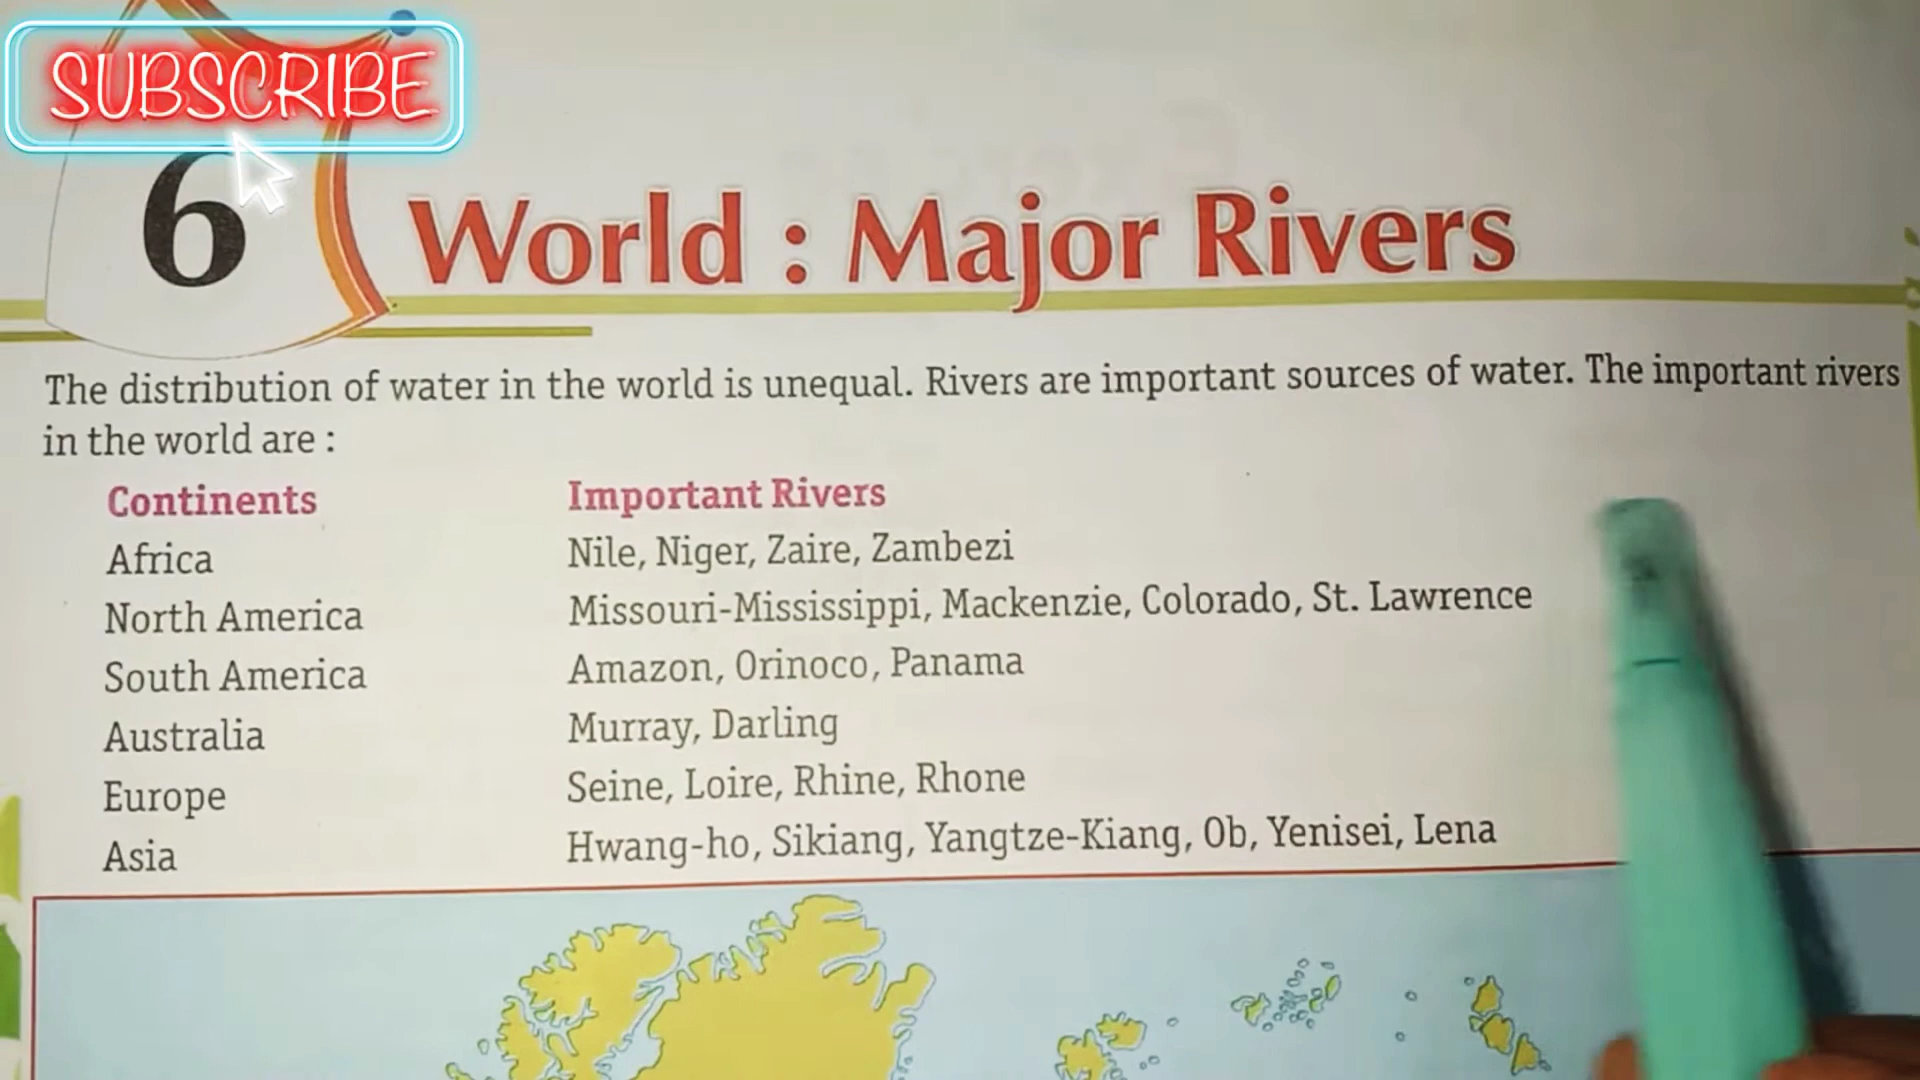 SUBSCRIBE
6 World : Major Rivers
The distribution of water in the world is unequal. Rivers are important sources of water. The important rivers
in the world are :
Continents Important Rivers
Africa Nile, Niger, Zaire, Zambezi
North America Missouri-Mississippi, Mackenzie, Colorado, St. Lawrence
South America Amazon, Orinoco, Panama
Australia Murray, Darling
Europe Seine, Loire, Rhine, Rhone
Asia Hwang-ho, Sikiang, Yangtze-Kiang, Ob, Yenisei, Lena